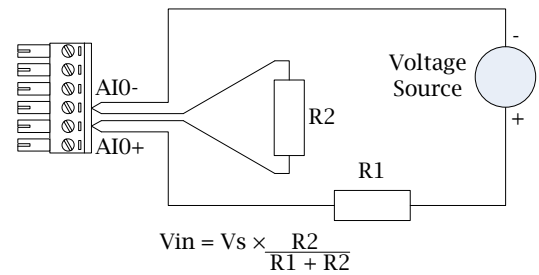 AI0-
AI0+
R2
R1
Voltage
Source
-
+
Vin = Vs × R2
R1 + R2